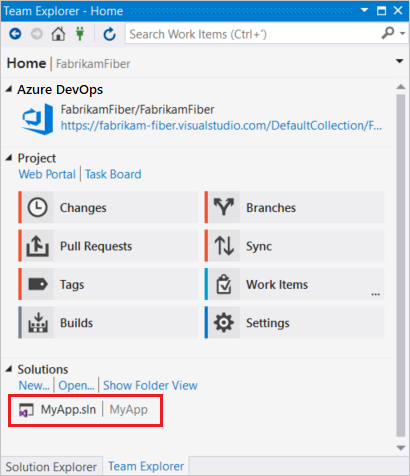 Team Explorer - Home
Search Work Items (Ctrl+')
Home | FabrikamFiber
Azure DevOps
FabrikamFiber/FabrikamFiber
https://fabrikam-fiber.visualstudio.com/DefaultCollection/F...
Project
Web Portal | Task Board
Changes
Branches
Pull Requests
Sync
Tags
Work Items
...
Builds
Settings
Solutions
New... | Open... | Show Folder View
MyApp.sln | MyApp
Solution Explorer Team Explorer